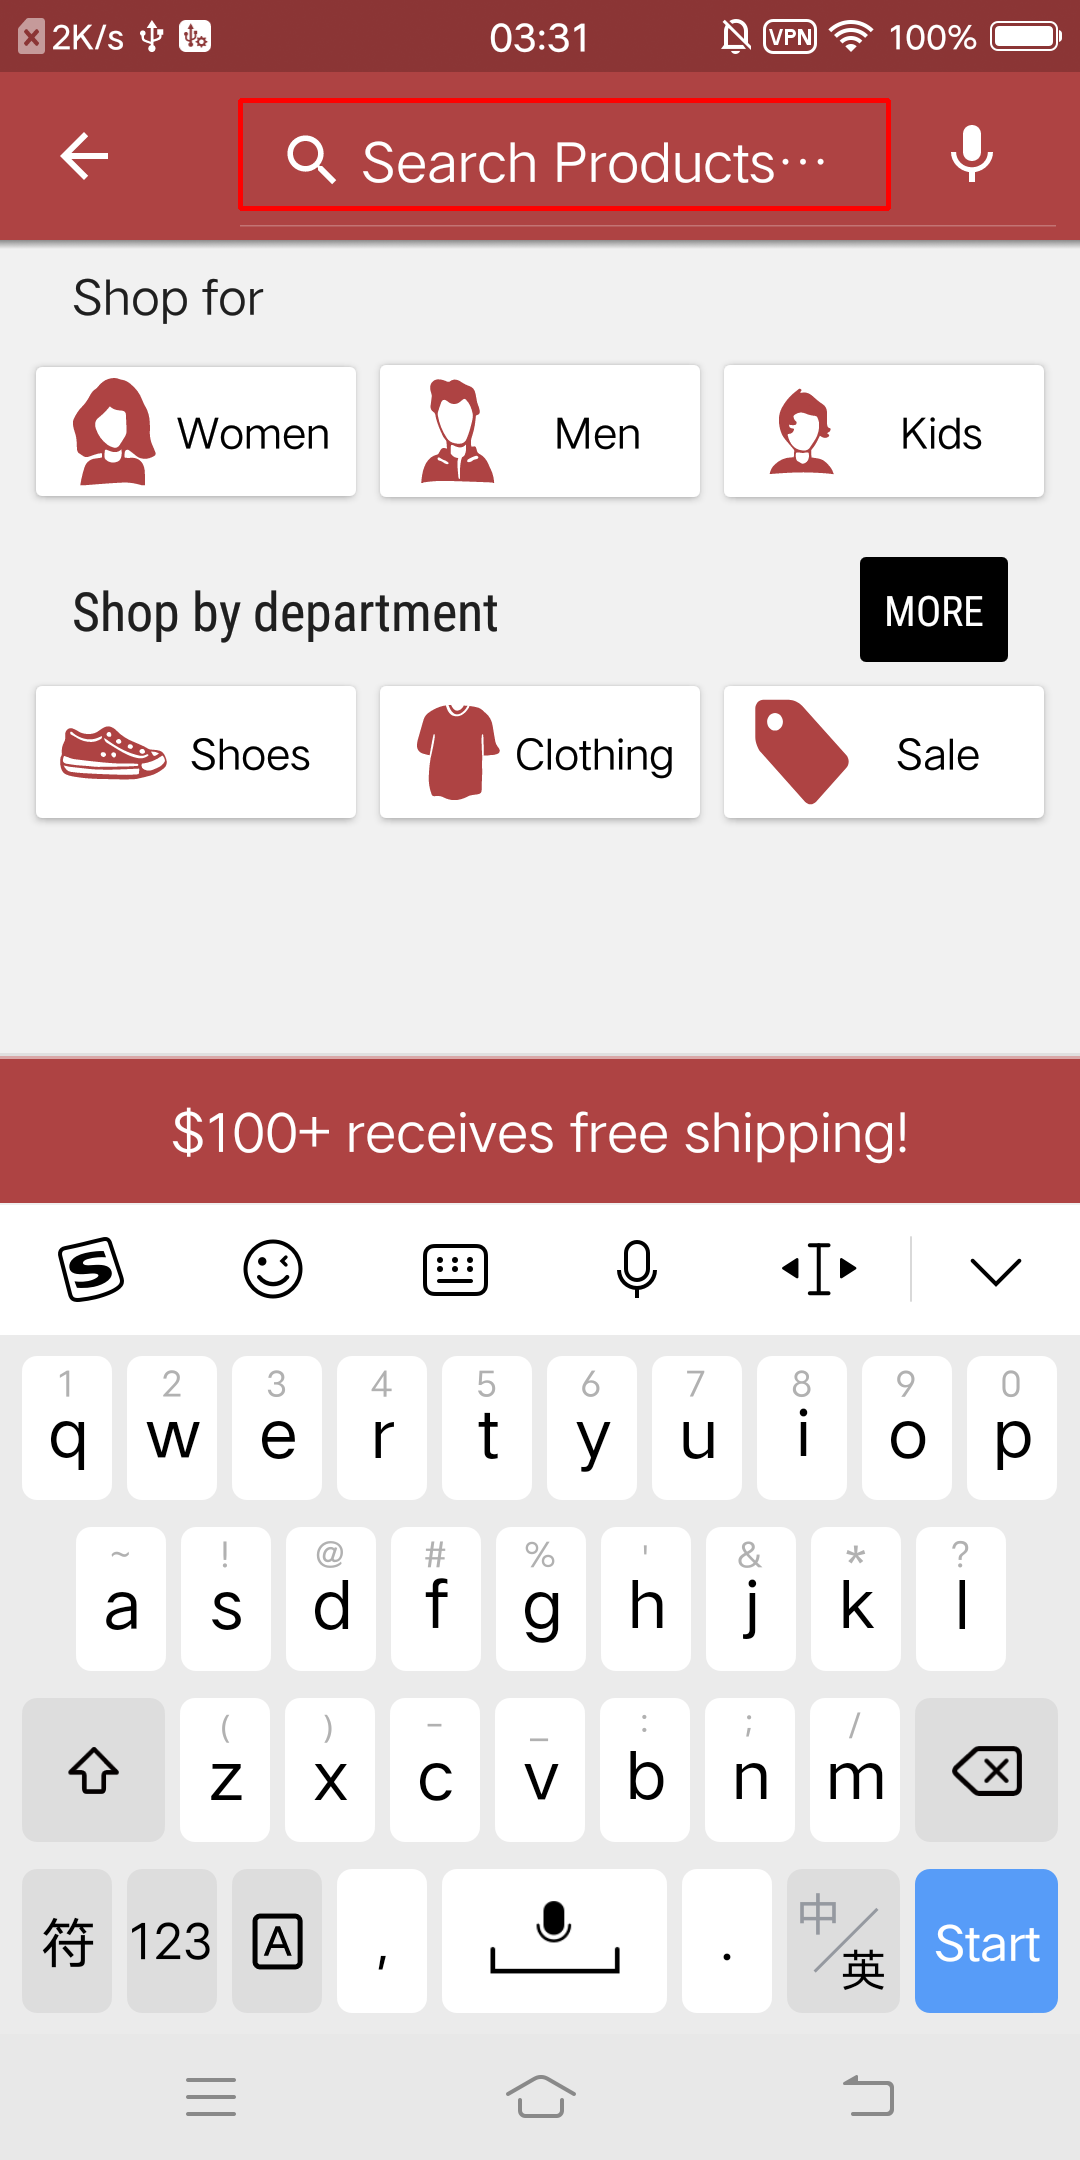 2K/s 03:31 VPN 100%
Search Products…
Shop for
Women Men Kids
Shop by department MORE
Shoes Clothing Sale
$100+ receives free shipping!
S
1 2 3 4 5 6 7 8 9 0
q w e r t y u i o p
~ ! @ # % ' & * ?
a s d f g h j k l
( ) - _ : ; /
z x c v b n m
符 123 A , . 中/英 Start